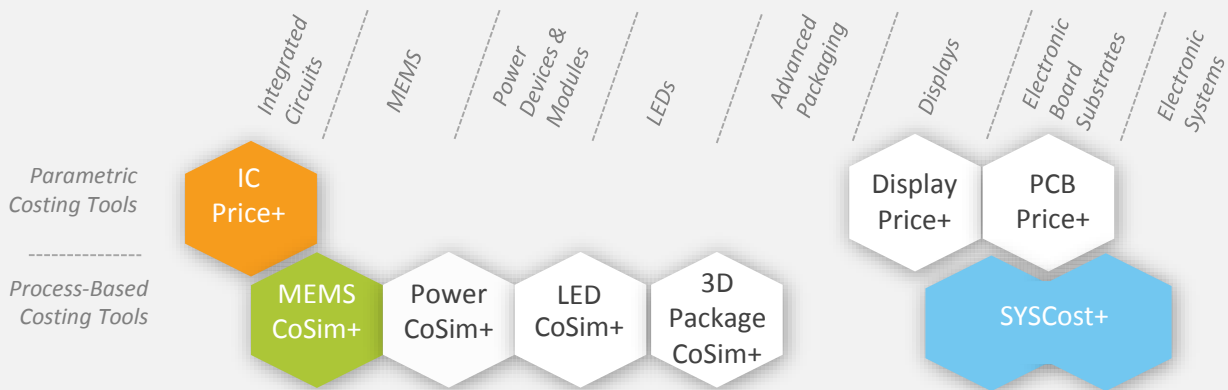 Integrated
Circuits
MEMS
Power
Devices &
Modules
LEDs
Advanced
Packaging
Displays
Electronic
Board
Substrates
Electronic
Systems
Parametric
Costing Tools
IC
Price+
Display
Price+
PCB
Price+
Process-Based
Costing Tools
MEMS
CoSim+
Power
CoSim+
LED
CoSim+
3D
Package
CoSim+
SYSCost+